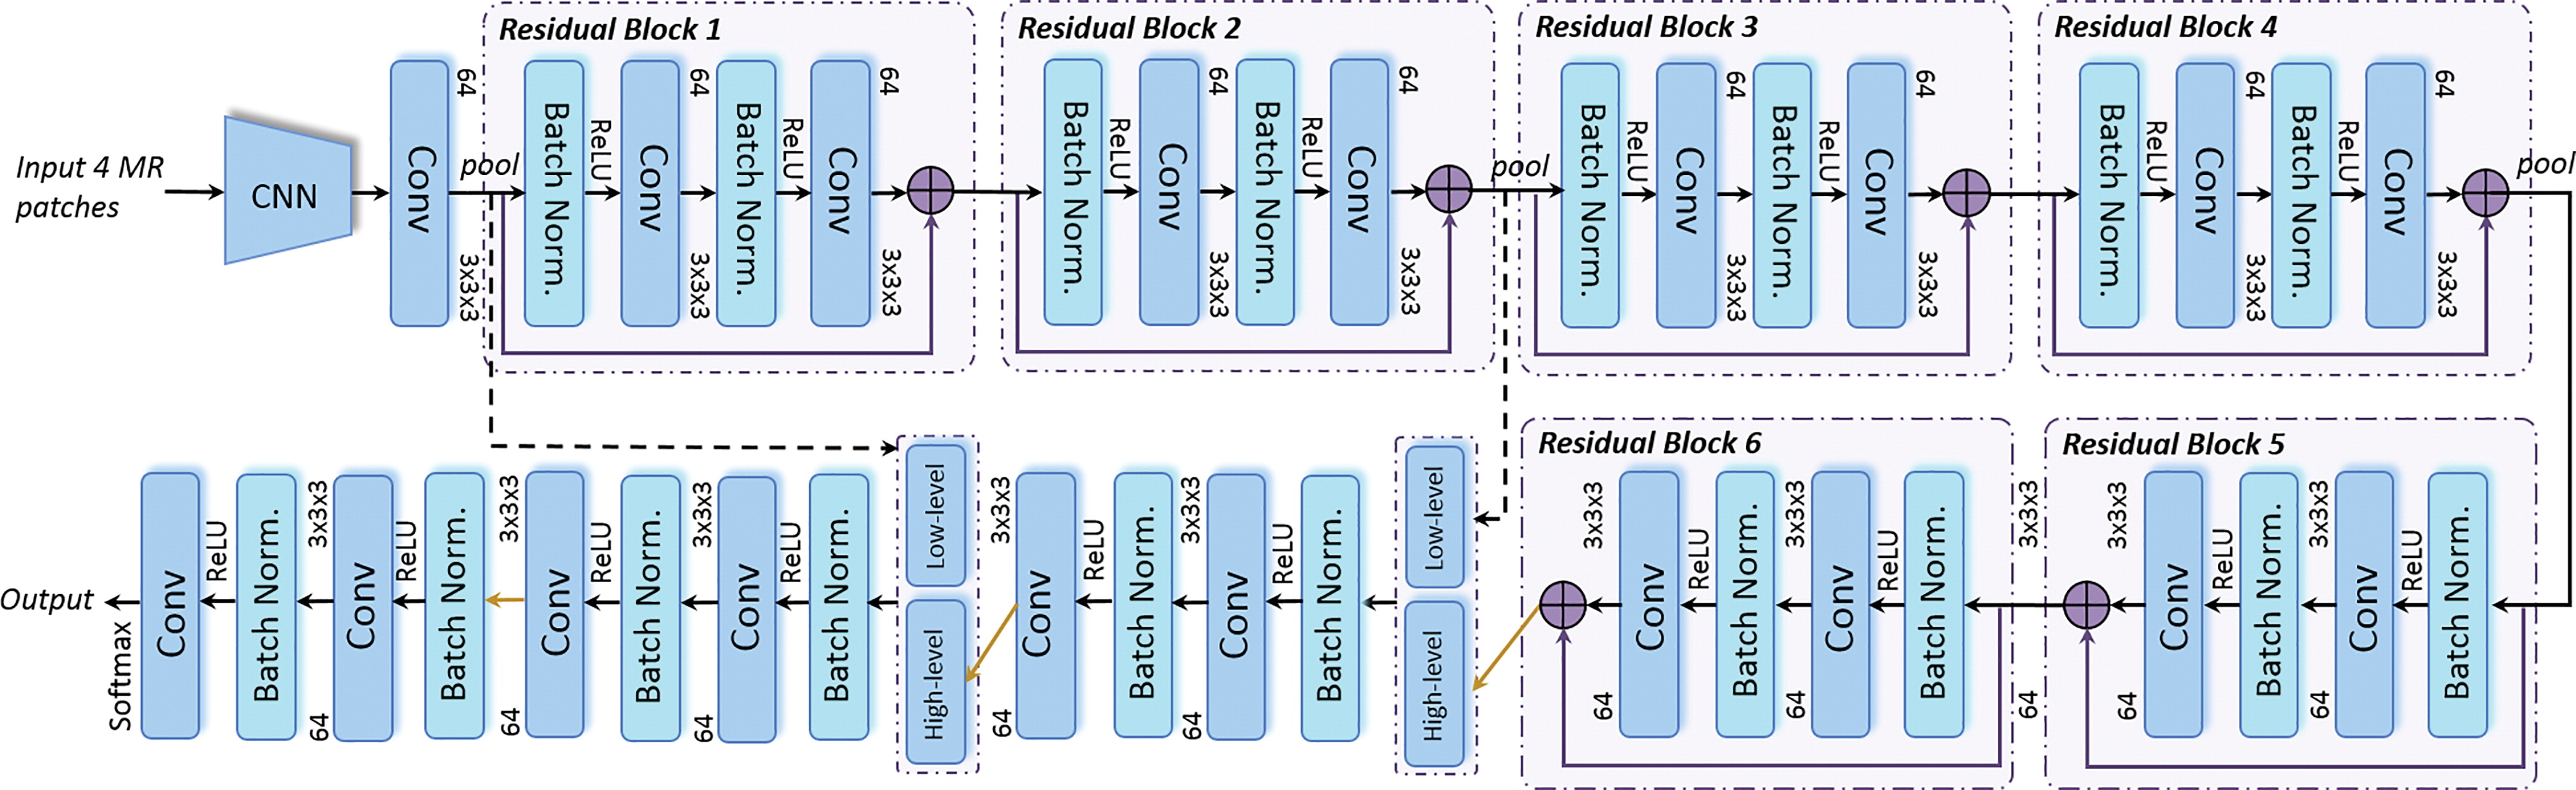 Residual Block 1
Residual Block 2
Residual Block 3
Residual Block 4
Input 4 MR
patches
CNN
Conv
64
3x3x3
pool
Batch Norm.
ReLU
Conv
64
3x3x3
Batch Norm.
ReLU
Conv
64
3x3x3
Batch Norm.
ReLU
Conv
64
3x3x3
Batch Norm.
ReLU
Conv
64
3x3x3
pool
Batch Norm.
ReLU
Conv
64
3x3x3
Batch Norm.
ReLU
Conv
64
3x3x3
Batch Norm.
ReLU
Conv
64
3x3x3
Batch Norm.
ReLU
Conv
64
3x3x3
pool
Residual Block 5
Batch Norm.
ReLU
Conv
3x3x3
64
Batch Norm.
ReLU
Conv
3x3x3
64
3x3x3
64
Residual Block 6
Batch Norm.
ReLU
Conv
3x3x3
64
Batch Norm.
ReLU
Conv
3x3x3
64
Low-level
High-level
Batch Norm.
ReLU
Conv
3x3x3
64
Batch Norm.
ReLU
Conv
3x3x3
64
Low-level
High-level
Batch Norm.
ReLU
Conv
3x3x3
64
Batch Norm.
ReLU
Conv
3x3x3
64
Batch Norm.
ReLU
Conv
3x3x3
64
Batch Norm.
ReLU
Conv
Softmax
Output